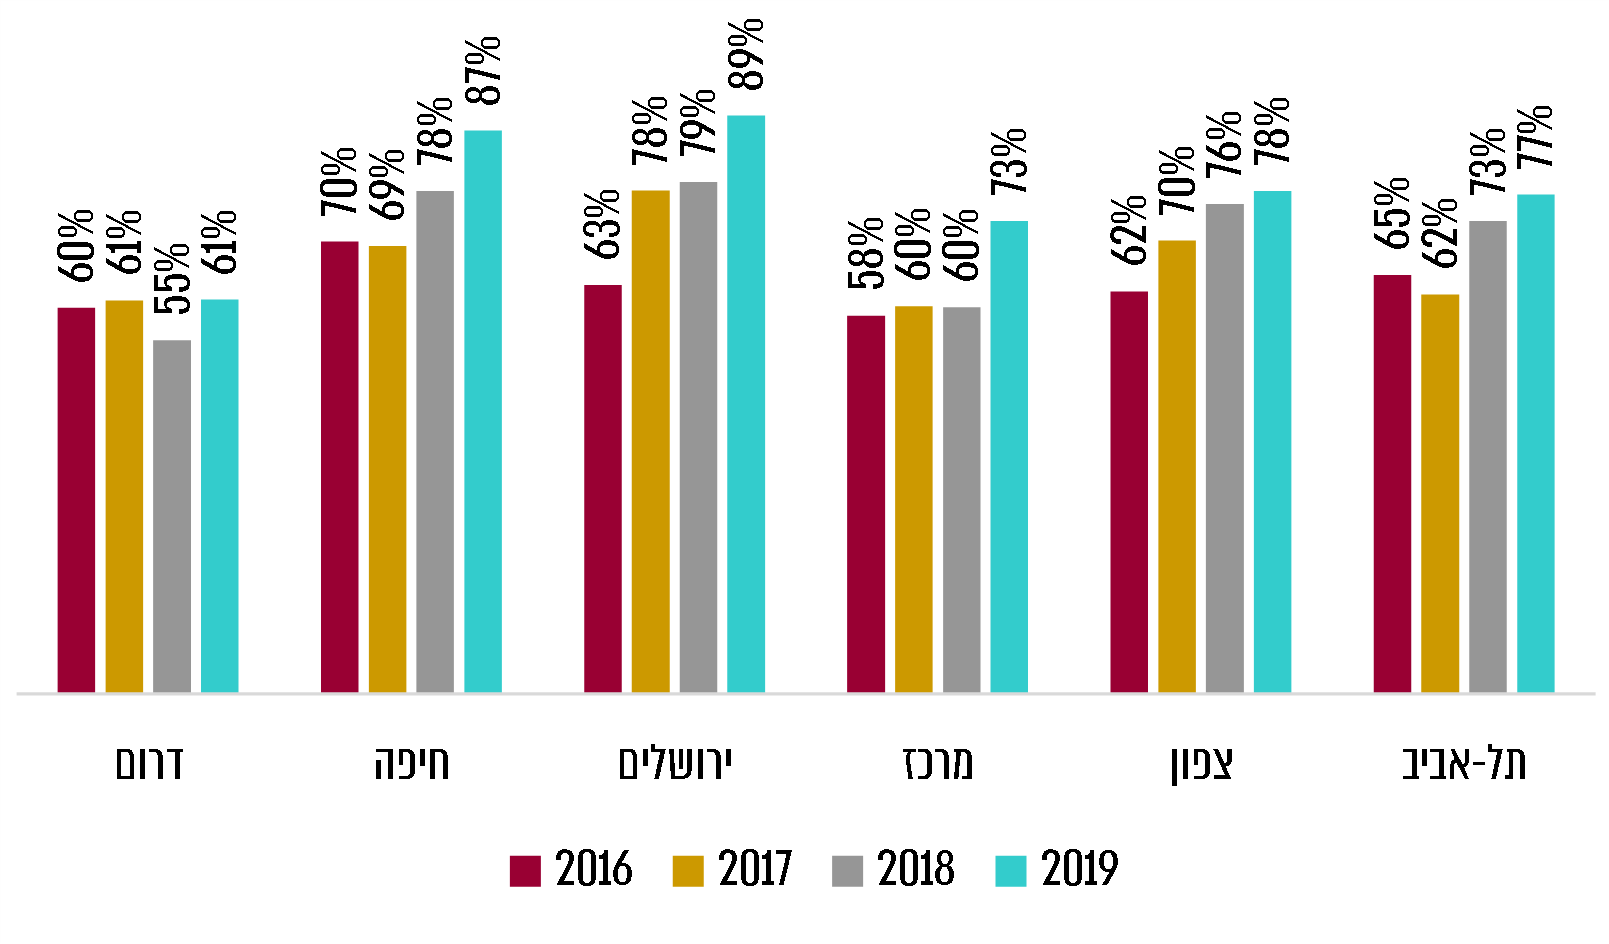 60% 61% 55% 61%
70% 69% 78% 87%
63% 78% 79% 89%
58% 60% 60% 73%
62% 70% 76% 78%
65% 62% 73% 77%
דרום
חיפה
ירושלים
מרכז
צפון
תל-אביב
2016 2017 2018 2019